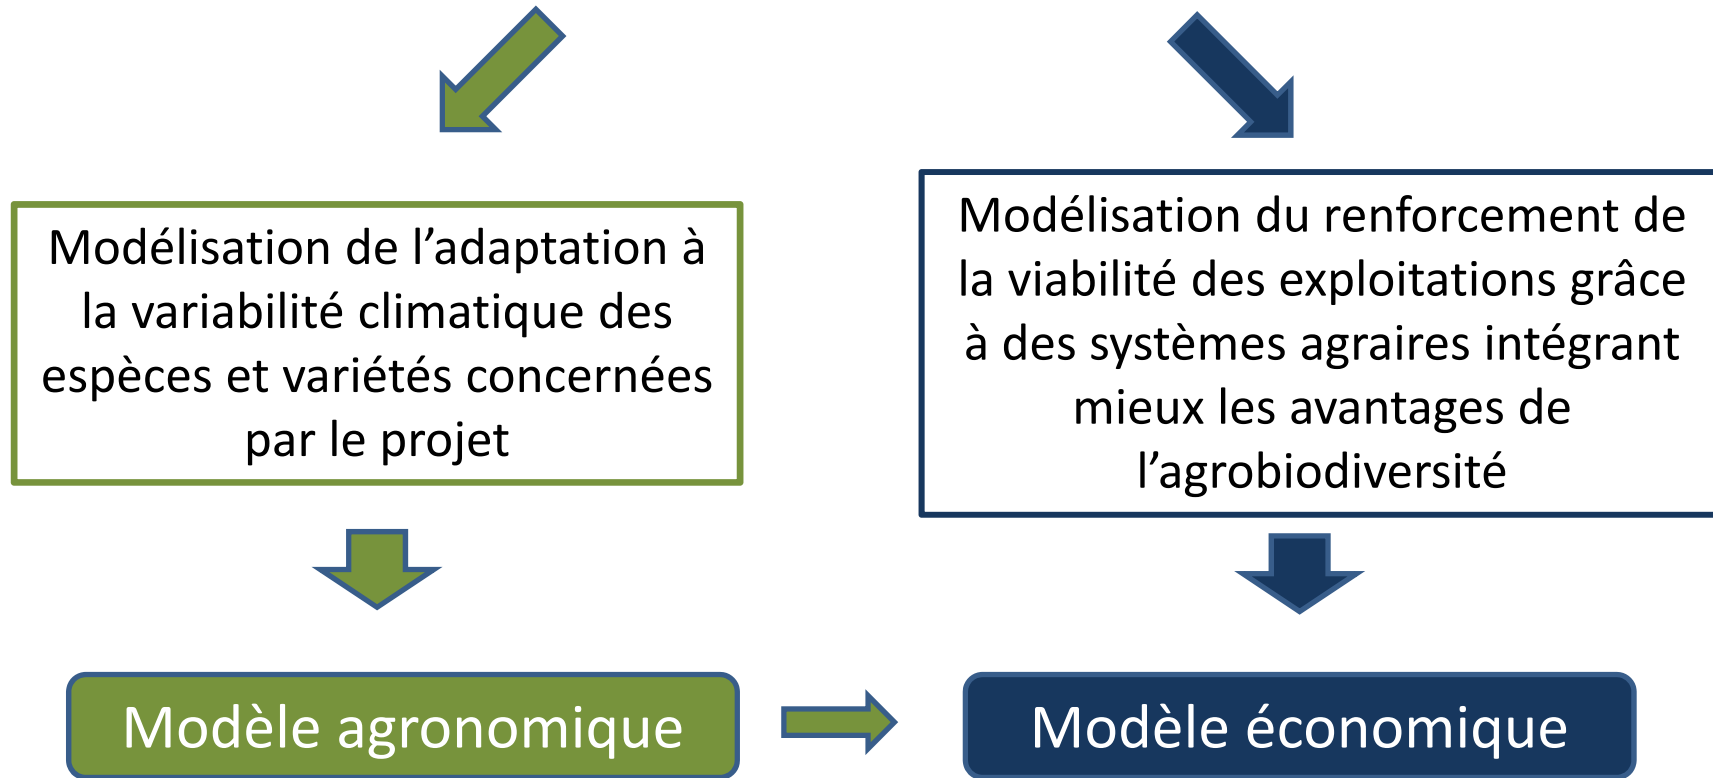 Modélisation de l’adaptation à
la variabilité climatique des
espèces et variétés concernées
par le projet
Modélisation du renforcement de
la viabilité des exploitations grâce
à des systèmes agraires intégrant
mieux les avantages de
l’agrobiodiversité
Modèle agronomique
Modèle économique